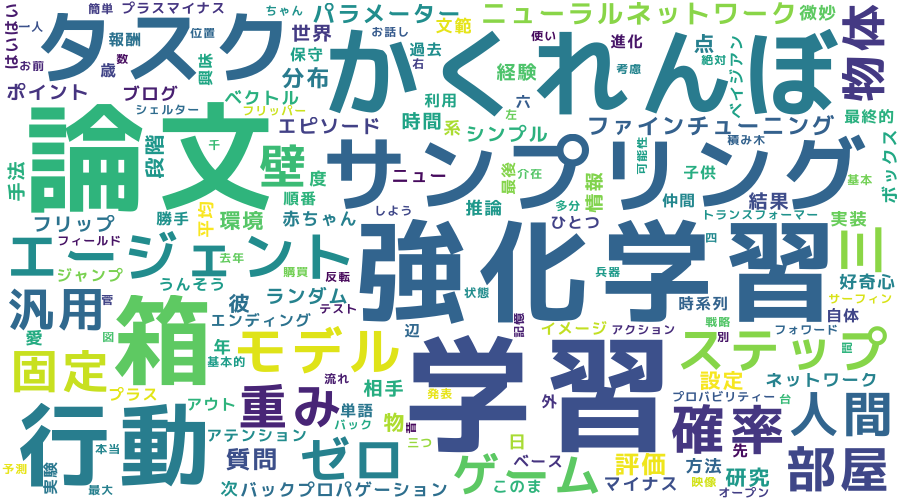 簡単 プラスマイナス ちゃん パラメーター ニューラルネットワーク 微妙
一人 タスク 報酬 位置 お話し 世界 文範 進化 点 絶対 物体
お前 数 歳 興味 保守 過去 右 かくれんぼ 使い 考慮 ベイジアン
ポイント ブログ 分布 経験
シェルター フリッパー ベクトル 利用 六 左 最終的
論文 千 エピソード 時間 系 シンプル ファインチューニング
手法 段階 壁 度 サンプリング 積み木 可能性 ボックス
順番 ニュー 最後 介在 情報 子供 基本
フリップ 勝手 平均 環境 赤ちゃん しよう 推論 多分 仲間 結果
ひとつ トランスフォーマー 実装
エージェント フィールド 去年 購買 反転 強化学習 四 三
ジャンプ うんそう 兵器 好奇心
汎用 管 箱 彼 ランダム テスト 状態 時系列 サーフィン
エンディング 記憶 自体
愛 図 年 辺 イメージ アクション 戦略 別 フォワード
基本的 モデル 流れ 学習 外 ステップ
固定 プラス 相手 発表 設定 ネットワーク
行動 アウト 重み 単語 物 音 プロバビリティー 台
本当 アテンション バック 三つ 日 確率 先 人間
予測 実験 質問 ゼロ ゲーム ベース 評価 方法 研究 部屋
最大 次 バックプロパゲーション このまま マイナス 映像 オープン